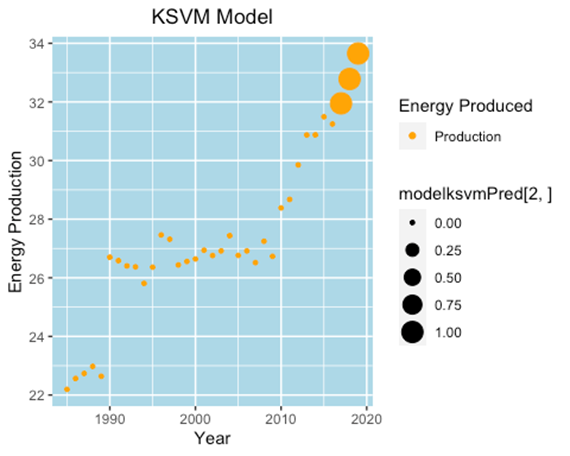 KSVM Model
34
32
30
28
26
24
22
Energy Production
1990
2000
2010
2020
Year
Energy Produced
Production
modelksvmPred[2, ]
0.00
0.25
0.50
0.75
1.00